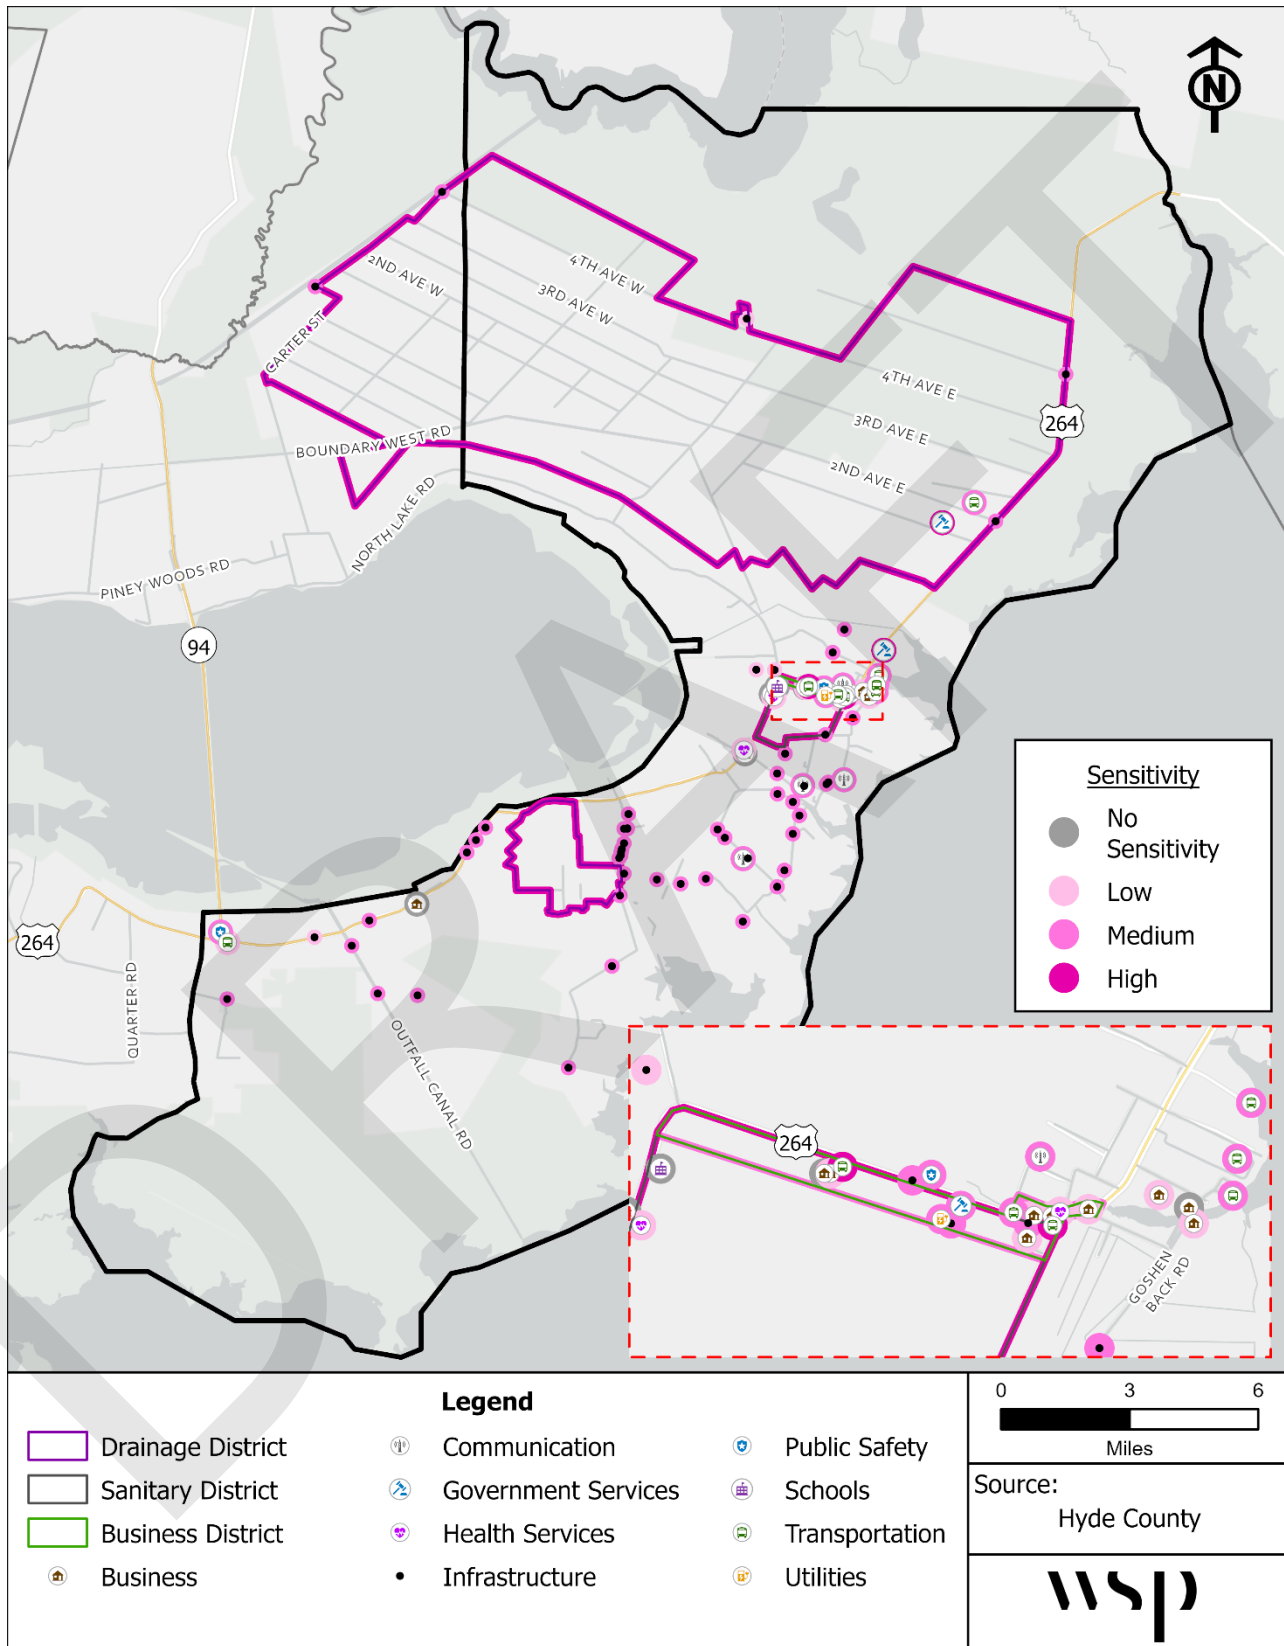 N
2ND AVE W
4TH AVE W
3RD AVE W
CARTER ST
4TH AVE E
264
3RD AVE E
BOUNDARY WEST RD
2ND AVE E
NORTH LAKE RD
PINEY WOODS RD
94
264
QUARTER RD
OUTFALL CANAL RD
DRAFT
Sensitivity
No
Sensitivity
Low
Medium
High
264
GOSHEN
BACK RD
Legend
Drainage District
Sanitary District
Business District
Business
Communication
Government Services
Health Services
Infrastructure
Public Safety
Schools
Transportation
Utilities
0 3 6
Miles
Source:
Hyde County
wsp